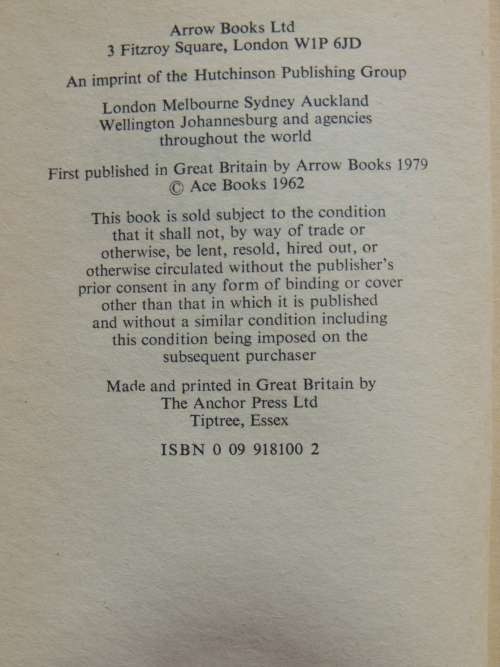 Arrow Books Ltd
3 Fitzroy Square, London W1P 6JD
An imprint of the Hutchinson Publishing Group
London Melbourne Sydney Auckland
Wellington Johannesburg and agencies
throughout the world
First published in Great Britain by Arrow Books 1979
© Ace Books 1962
This book is sold subject to the condition
that it shall not, by way of trade or
otherwise, be lent, resold, hired out, or
otherwise circulated without the publisher's
prior consent in any form of binding or cover
other than that in which it is published
and without a similar condition including
this condition being imposed on the
subsequent purchaser
Made and printed in Great Britain by
The Anchor Press Ltd
Tiptree, Essex
ISBN 0 09 918100 2